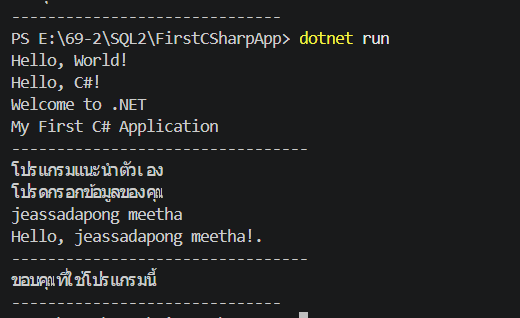 ------------------------------
PS E:\69-2\SQL2\FirstCSharpApp> dotnet run
Hello, World!
Hello, C#!
Welcome to .NET
My First C# Application
---------------------------------
โปรแกรมแนะนำตัวเอง
โปรดกรอกข้อมูลของคุณ
jeassadapong meetha
Hello, jeassadapong meetha!.
---------------------------------
ขอบคุณที่ใช้โปรแกรมนี้
------------------------------